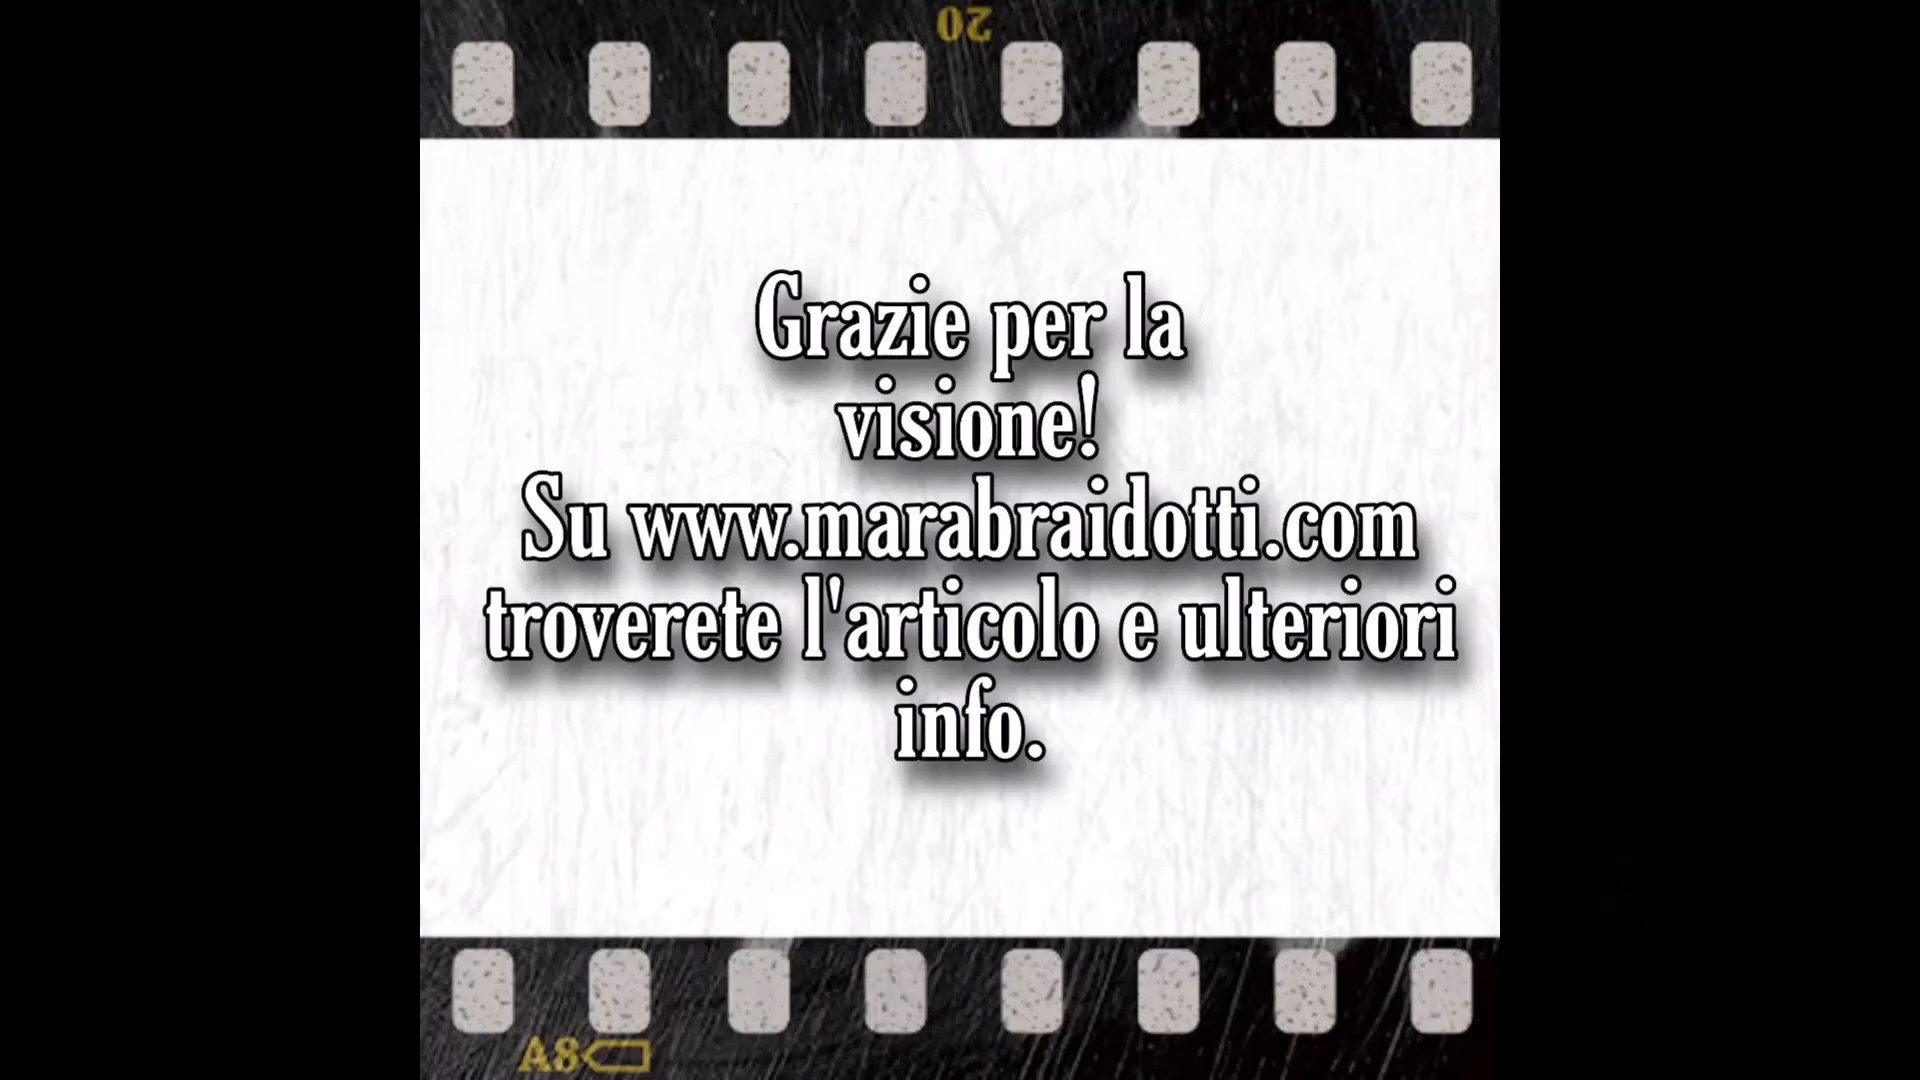 20
Grazie per la
visione!
Su www.marabraidotti.com
troverete l'articolo e ulteriori
info.
A8